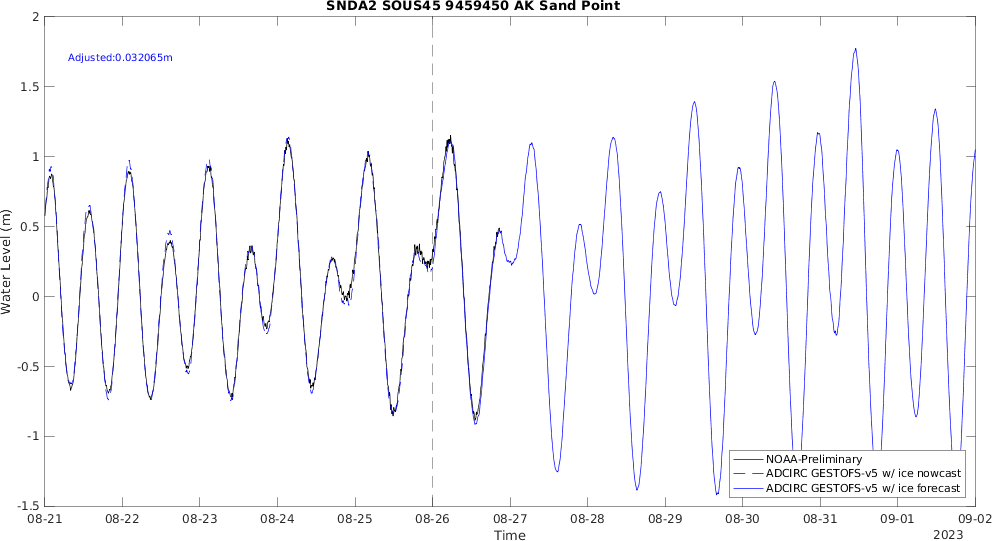 SNDA2 SOUS45 9459450 AK Sand Point
Adjusted:0.032065m
Water Level (m)
2
1.5
1
0.5
0
-0.5
-1
-1.5
NOAA-Preliminary
ADCIRC GESTOFS-v5 w/ ice nowcast
ADCIRC GESTOFS-v5 w/ ice forecast
08-21 08-22 08-23 08-24 08-25 08-26 08-27 08-28 08-29 08-30 08-31 09-01 09-02
Time
2023